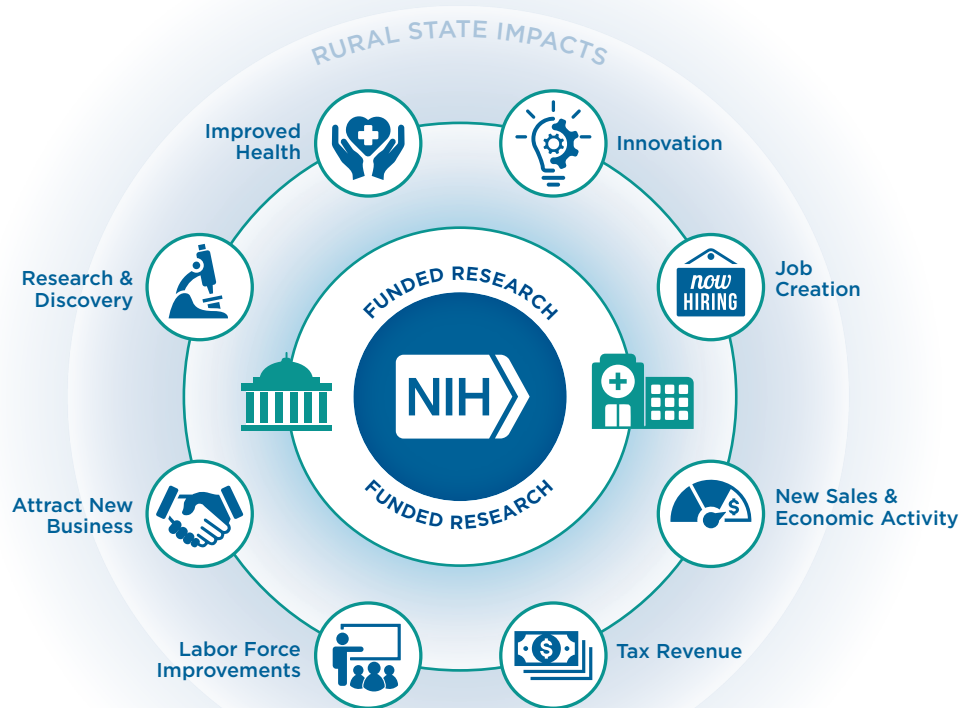 RURAL STATE IMPACTS
Improved
Health
Innovation
Research &
Discovery
Job
Creation
now
HIRING
FUNDED RESEARCH
NIH
FUNDED RESEARCH
Attract New
Business
New Sales &
Economic Activity
$
Labor Force
Improvements
$
Tax Revenue